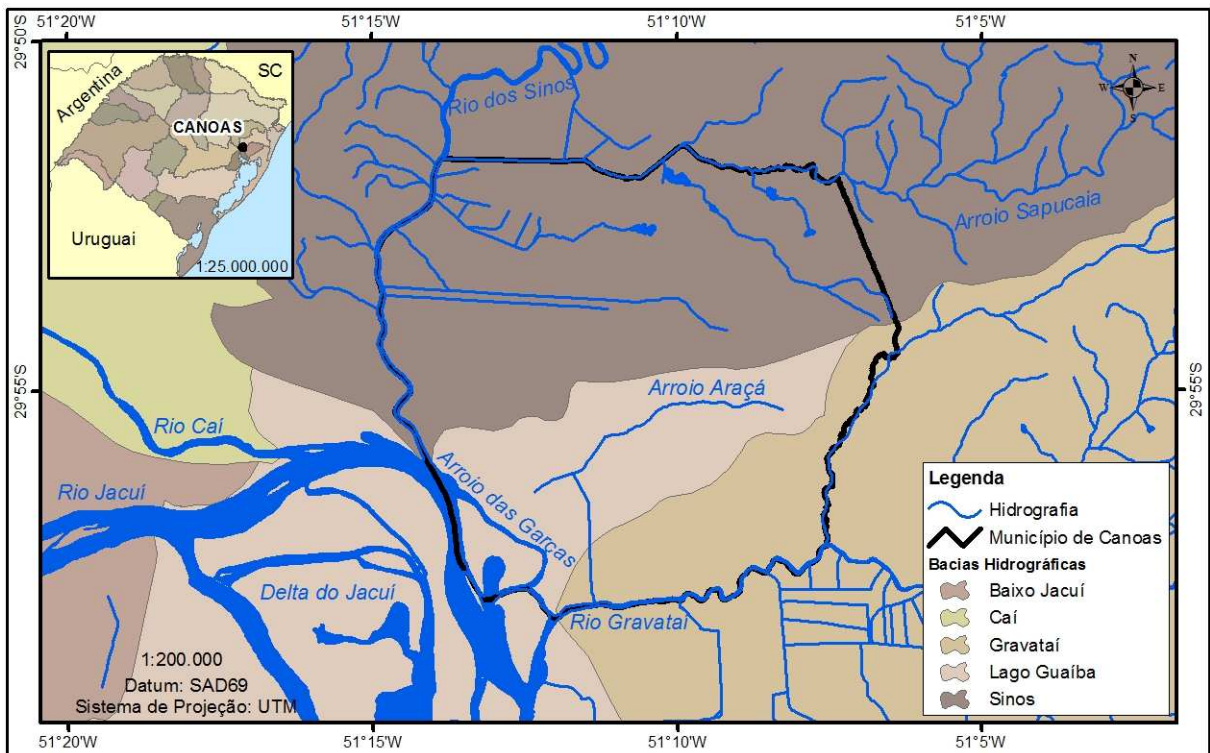 51°20'W 51°15'W 51°10'W 51°5'W
29°50'S
Argentina
SC
CANOAS
Uruguai
1:25.000.000
Rio dos Sinos
N
W E
S
Arroio Sapucaia
29°55'S
29°55'S
Arroio Araçá
Rio Caí
Arroio das Garças
Rio Jacuí
Delta do Jacuí
Rio Gravataí
1:200.000
Datum: SAD69
Sistema de Projeção: UTM
Legenda
Hidrografia
Município de Canoas
Bacias Hidrográficas
Baixo Jacuí
Caí
Gravataí
Lago Guaíba
Sinos
51°20'W 51°15'W 51°10'W 51°5'W